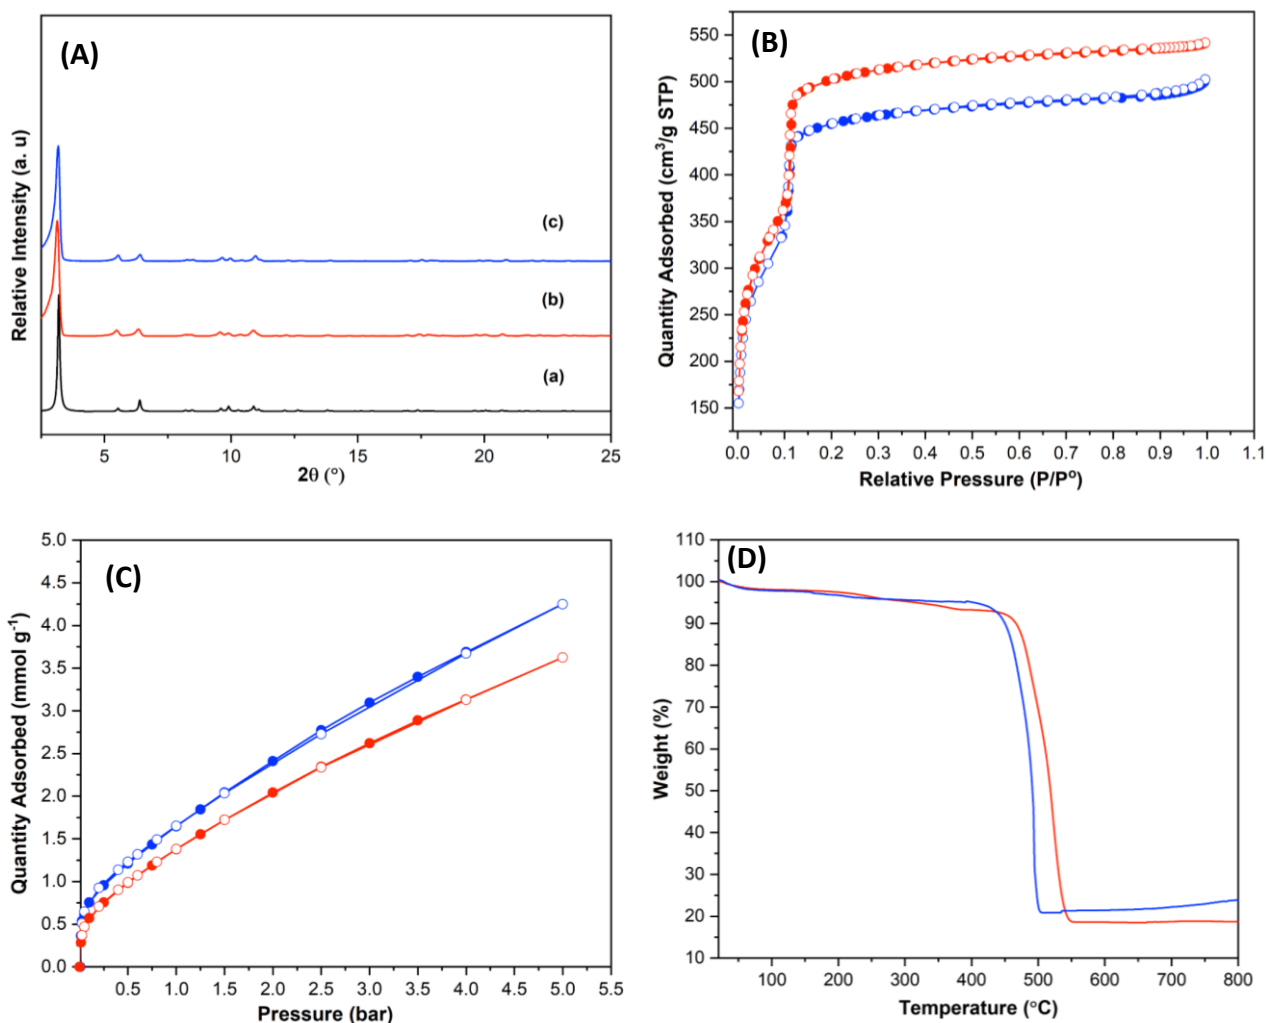 (A)
Relative Intensity (a. u)
(c)
(b)
(a)
5 10 15 20 25
2θ (°)
(B)
Quantity Adsorbed (cm³/g STP)
550
500
450
400
350
300
250
200
150
0.0 0.1 0.2 0.3 0.4 0.5 0.6 0.7 0.8 0.9 1.0 1.1
Relative Pressure (P/Pº)
(C)
Quantity Adsorbed (mmol g⁻¹)
5.0
4.5
4.0
3.5
3.0
2.5
2.0
1.5
1.0
0.5
0.0
0.5 1.0 1.5 2.0 2.5 3.0 3.5 4.0 4.5 5.0 5.5
Pressure (bar)
(D)
Weight (%)
110
100
90
80
70
60
50
40
30
20
10
100 200 300 400 500 600 700 800
Temperature (°C)